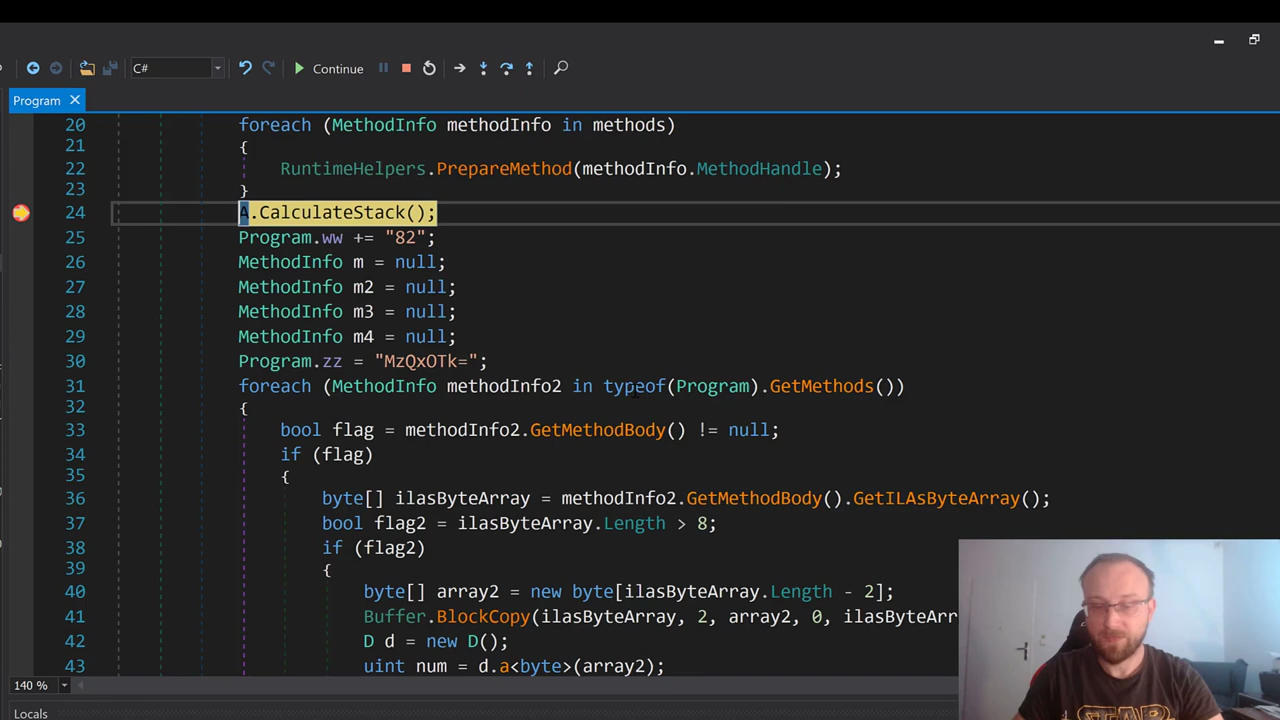 C#
Continue
Program
20 foreach (MethodInfo methodInfo in methods)
21 {
22 RuntimeHelpers.PrepareMethod(methodInfo.MethodHandle);
23 }
24 A.CalculateStack();
25 Program.ww += "82";
26 MethodInfo m = null;
27 MethodInfo m2 = null;
28 MethodInfo m3 = null;
29 MethodInfo m4 = null;
30 Program.zz = "MzQxOTk=";
31 foreach (MethodInfo methodInfo2 in typeof(Program).GetMethods())
32 {
33 bool flag = methodInfo2.GetMethodBody() != null;
34 if (flag)
35 {
36 byte[] ilasByteArray = methodInfo2.GetMethodBody().GetILAsByteArray();
37 bool flag2 = ilasByteArray.Length > 8;
38 if (flag2)
39 {
40 byte[] array2 = new byte[ilasByteArray.Length - 2];
41 Buffer.BlockCopy(ilasByteArray, 2, array2, 0, ilasByteArr
42 D d = new D();
43 uint num = d.a<byte>(array2);
140 %
Locals